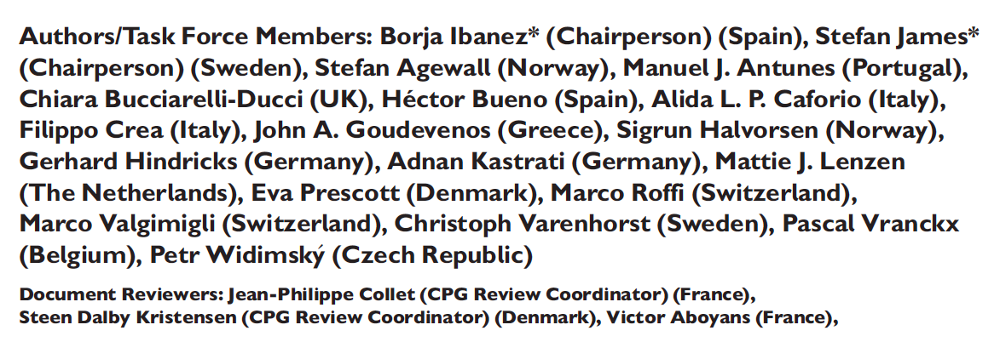 Authors/Task Force Members: Borja Ibanez* (Chairperson) (Spain), Stefan James*
(Chairperson) (Sweden), Stefan Agewall (Norway), Manuel J. Antunes (Portugal),
Chiara Bucciarelli-Ducci (UK), Héctor Bueno (Spain), Alida L. P. Caforio (Italy),
Filippo Crea (Italy), John A. Goudevenos (Greece), Sigrun Halvorsen (Norway),
Gerhard Hindricks (Germany), Adnan Kastrati (Germany), Mattie J. Lenzen
(The Netherlands), Eva Prescott (Denmark), Marco Roffi (Switzerland),
Marco Valgimigli (Switzerland), Christoph Varenhorst (Sweden), Pascal Vranckx
(Belgium), Petr Widimský (Czech Republic)
Document Reviewers: Jean-Philippe Collet (CPG Review Coordinator) (France),
Steen Dalby Kristensen (CPG Review Coordinator) (Denmark), Victor Aboyans (France),